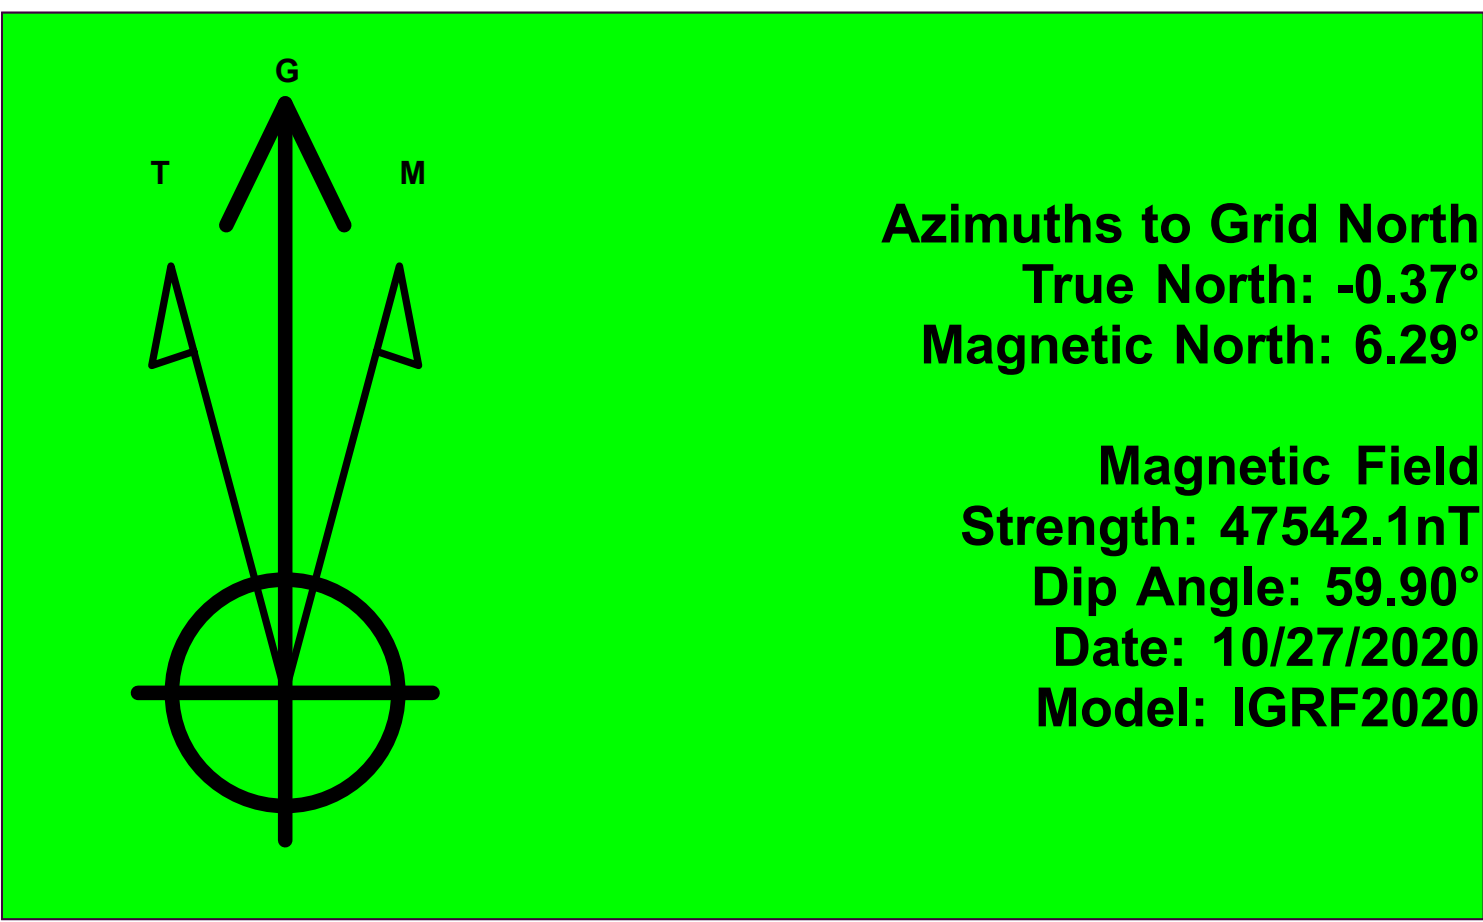 G
T
M
Azimuths to Grid North
True North: -0.37°
Magnetic North: 6.29°
Magnetic Field
Strength: 47542.1nT
Dip Angle: 59.90°
Date: 10/27/2020
Model: IGRF2020